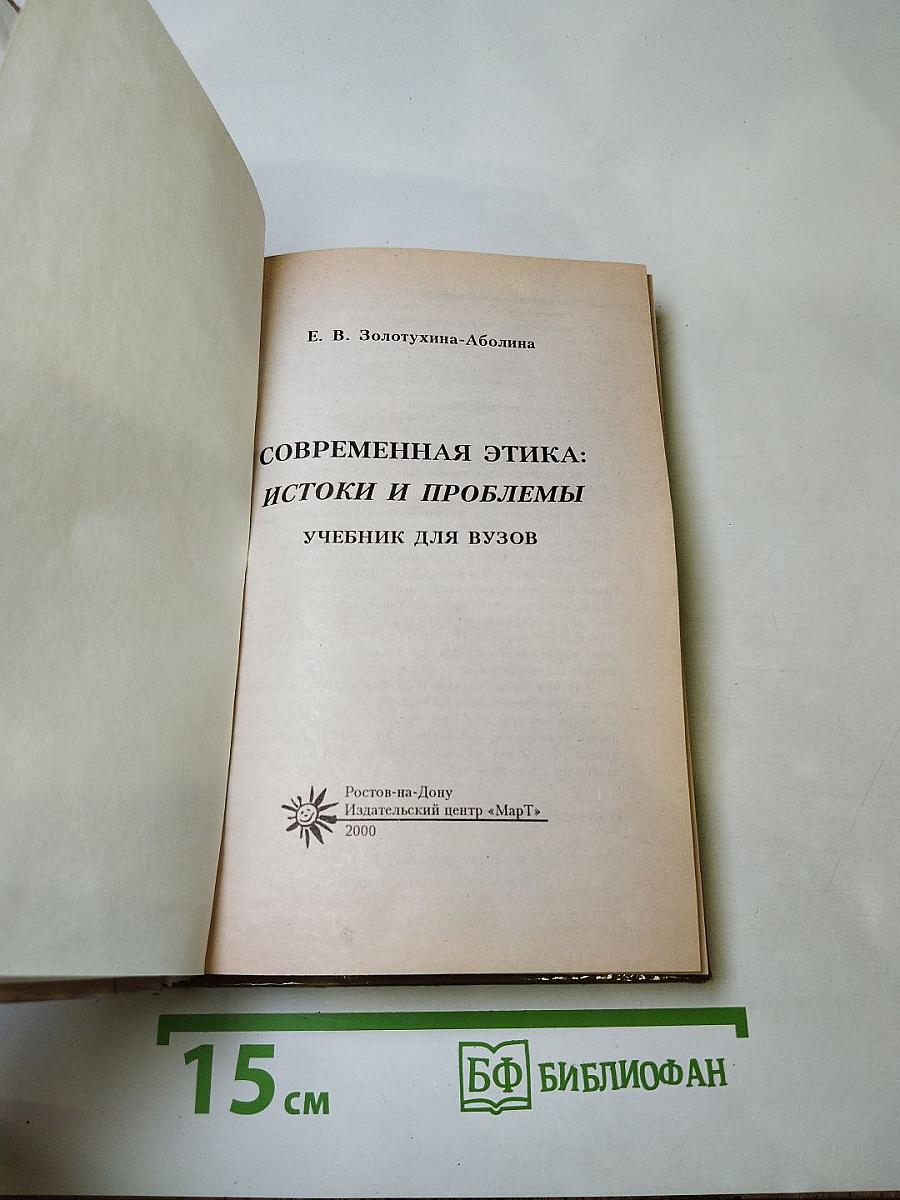 Е. В. Золотухина-Аболина
СОВРЕМЕННАЯ ЭТИКА:
ИСТОКИ И ПРОБЛЕМЫ
УЧЕБНИК ДЛЯ ВУЗОВ
Ростов-на-Дону
Издательский центр «МарТ»
2000
15 см
БФ БИБЛИОФАН